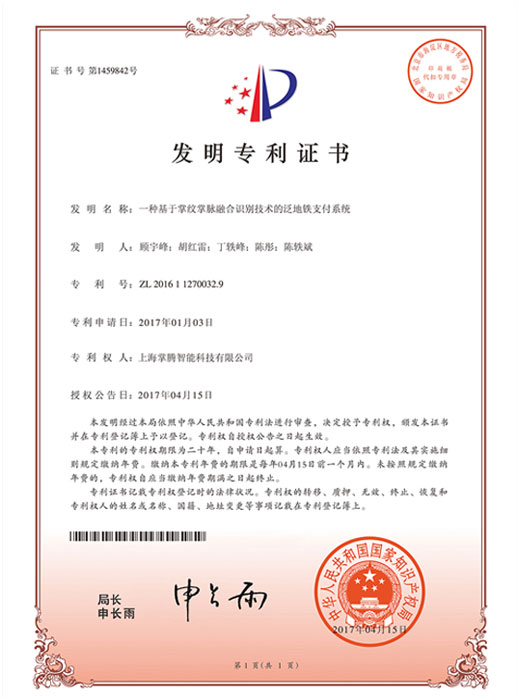 证 书 号 第1459842号
印 花 税
代扣专用章
国家知识产权局
发明专利证书
发 明 名 称：一种基于掌纹掌脉融合识别技术的泛地铁支付系统
发 明 人：顾宇峰；胡红雷；丁轶峰；陈彤；陈轶斌
专 利 号：ZL 2016 1 1270032.9
专利申请日：2017年01月03日
专 利 权 人：上海掌腾智能科技有限公司
授权公告日：2017年04月15日
本发明经过本局依照中华人民共和国专利法进行审查，决定授予专利权，颁发本证书
并在专利登记簿上予以登记。专利权自授权公告之日起生效。
本专利的专利权期限为二十年，自申请日起算。专利权人应当依照专利法及其实施细
则规定缴纳年费。缴纳本专利年费的期限是每年04月15日前一个月内。未按照规定缴纳
年费的，专利权自应当缴纳年费期满之日起终止。
专利证书记载专利权登记时的法律状况。专利权的转移、质押、无效、终止、恢复和
专利权人的姓名或名称、国籍、地址变更等事项记载在专利登记簿上。
局长
申长雨
申长雨
中华人民共和国国家知识产权局
2017年04月15日
第 1 页(共 1 页)